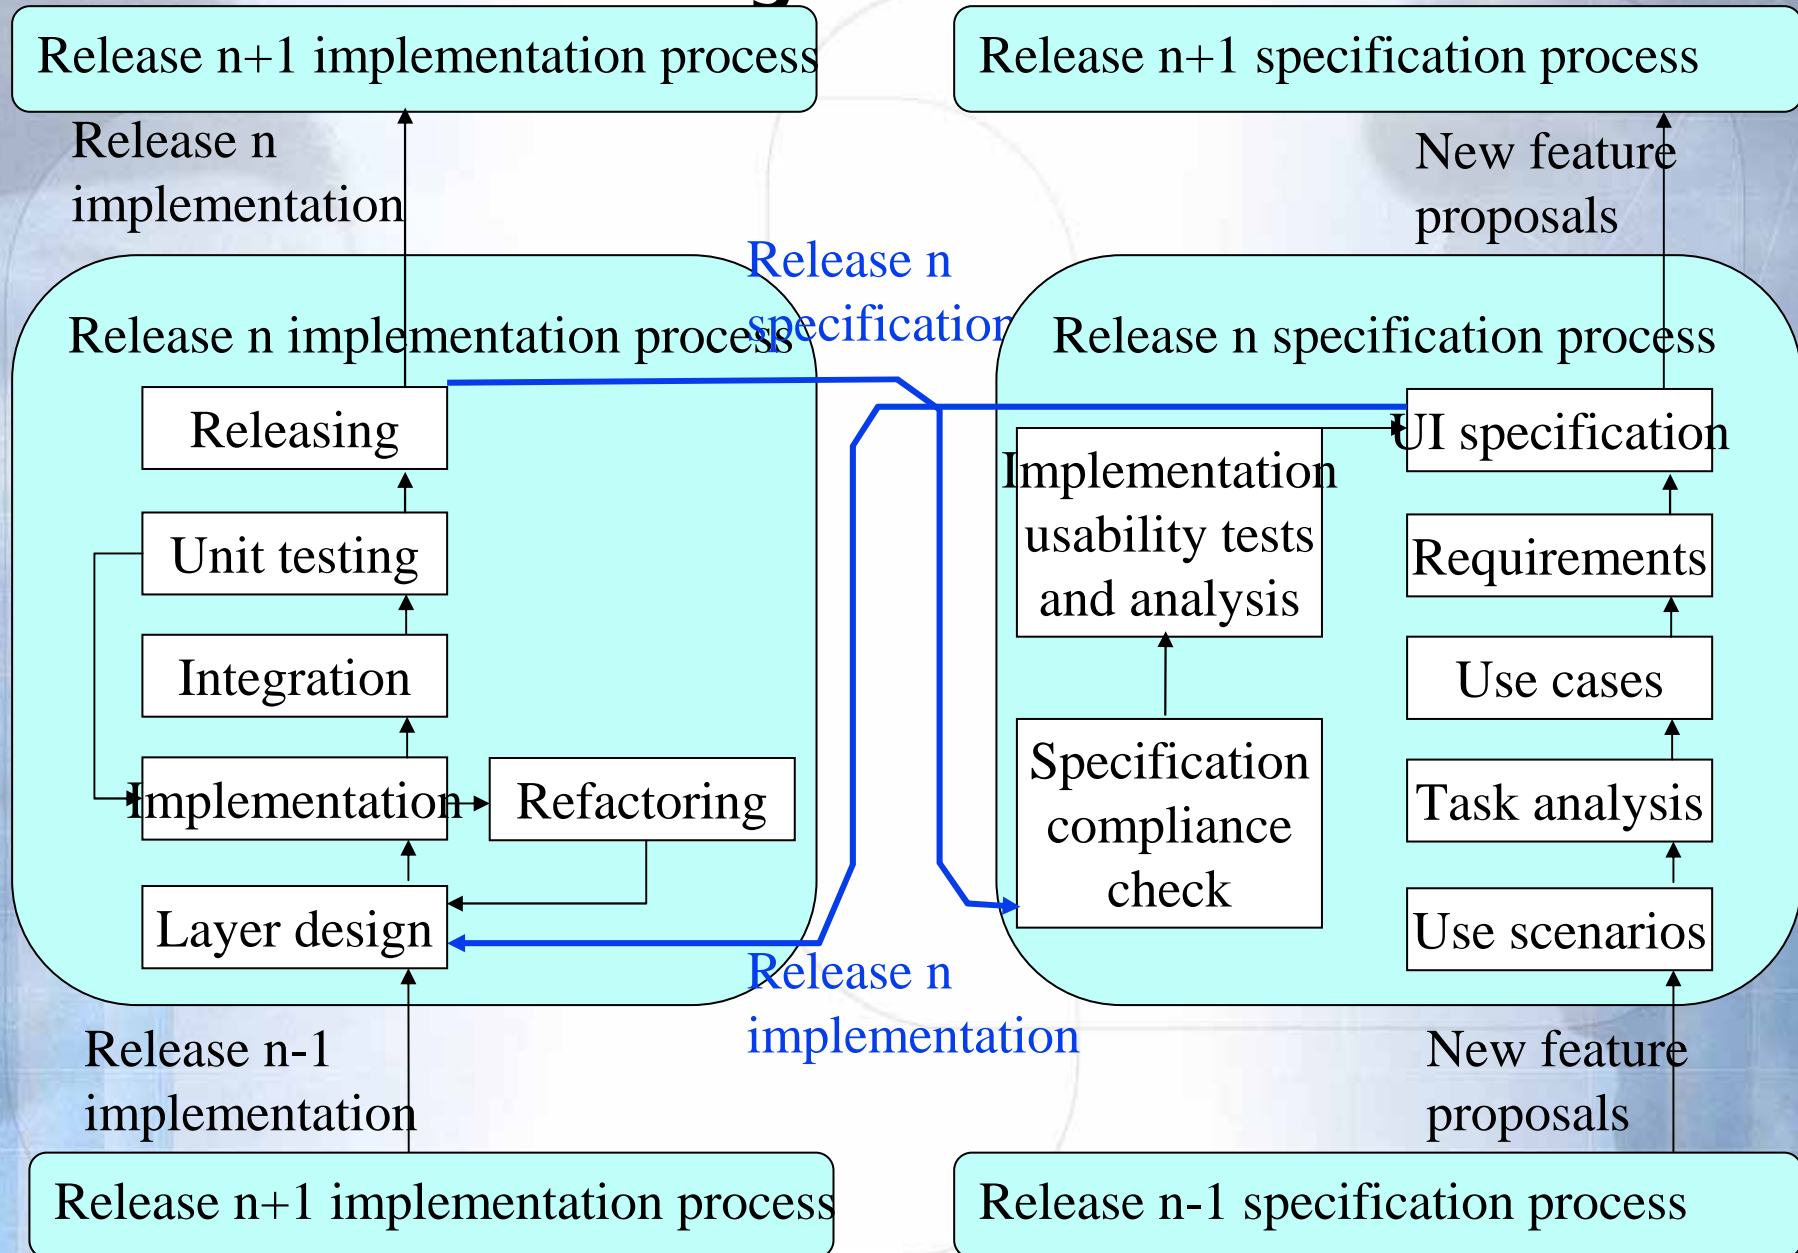 Release n+1 implementation process
Release n+1 specification process
Release n
implementation
New feature
proposals
Release n
specification
Release n implementation process
Releasing
Unit testing
Integration
Implementation
Refactoring
Layer design
Release n specification process
Implementation
usability tests
and analysis
Specification
compliance
check
UI specification
Requirements
Use cases
Task analysis
Use scenarios
Release n
implementation
Release n-1
implementation
New feature
proposals
Release n+1 implementation process
Release n-1 specification process